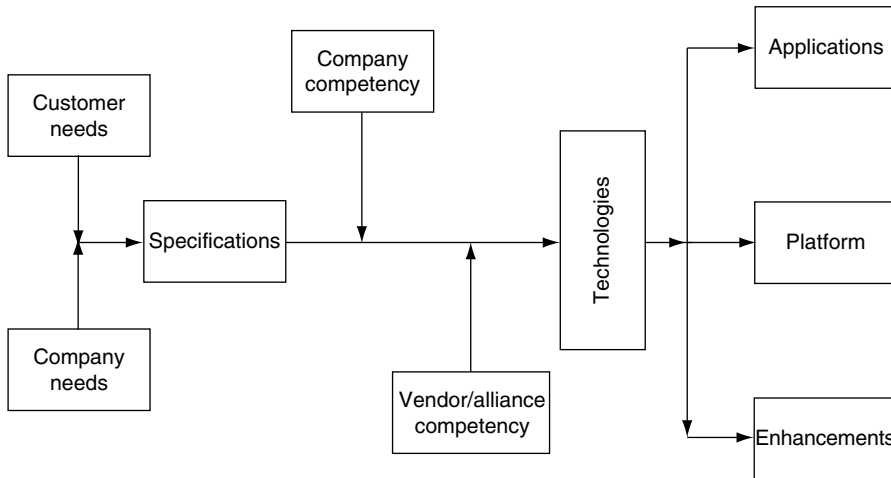 Customer
needs
Company
needs
Specifications
Company
competency
Vendor/alliance
competency
Technologies
Applications
Platform
Enhancements